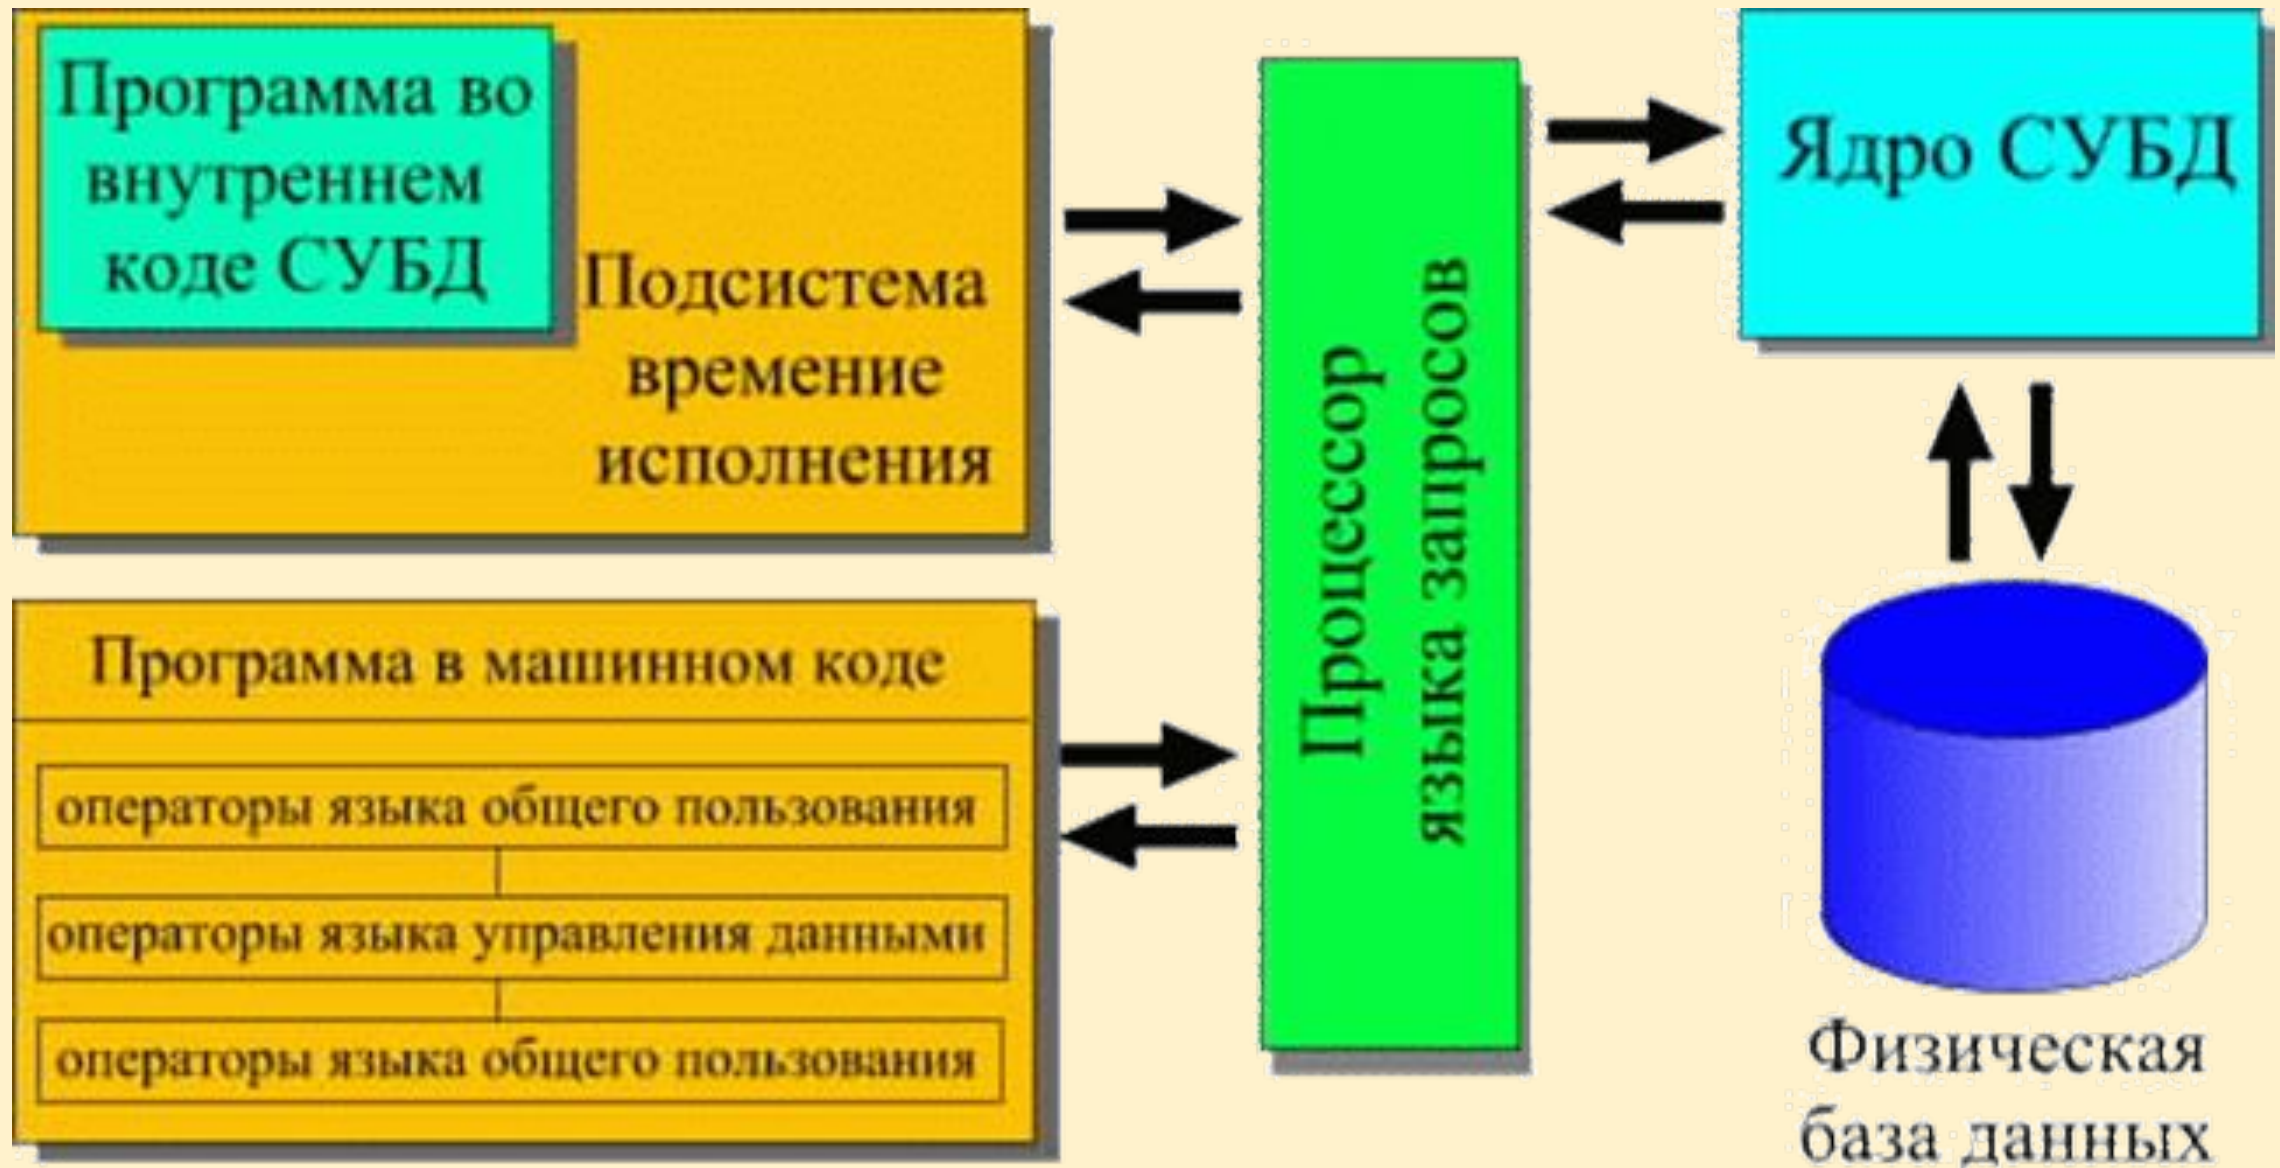 Программа во
внутреннем
коде СУБД
Подсистема
времение
исполнения
Программа в машинном коде
операторы языка общего пользования
операторы языка управления данными
операторы языка общего пользования
Процессор
языка запросов
Ядро СУБД
Физическая
база данных